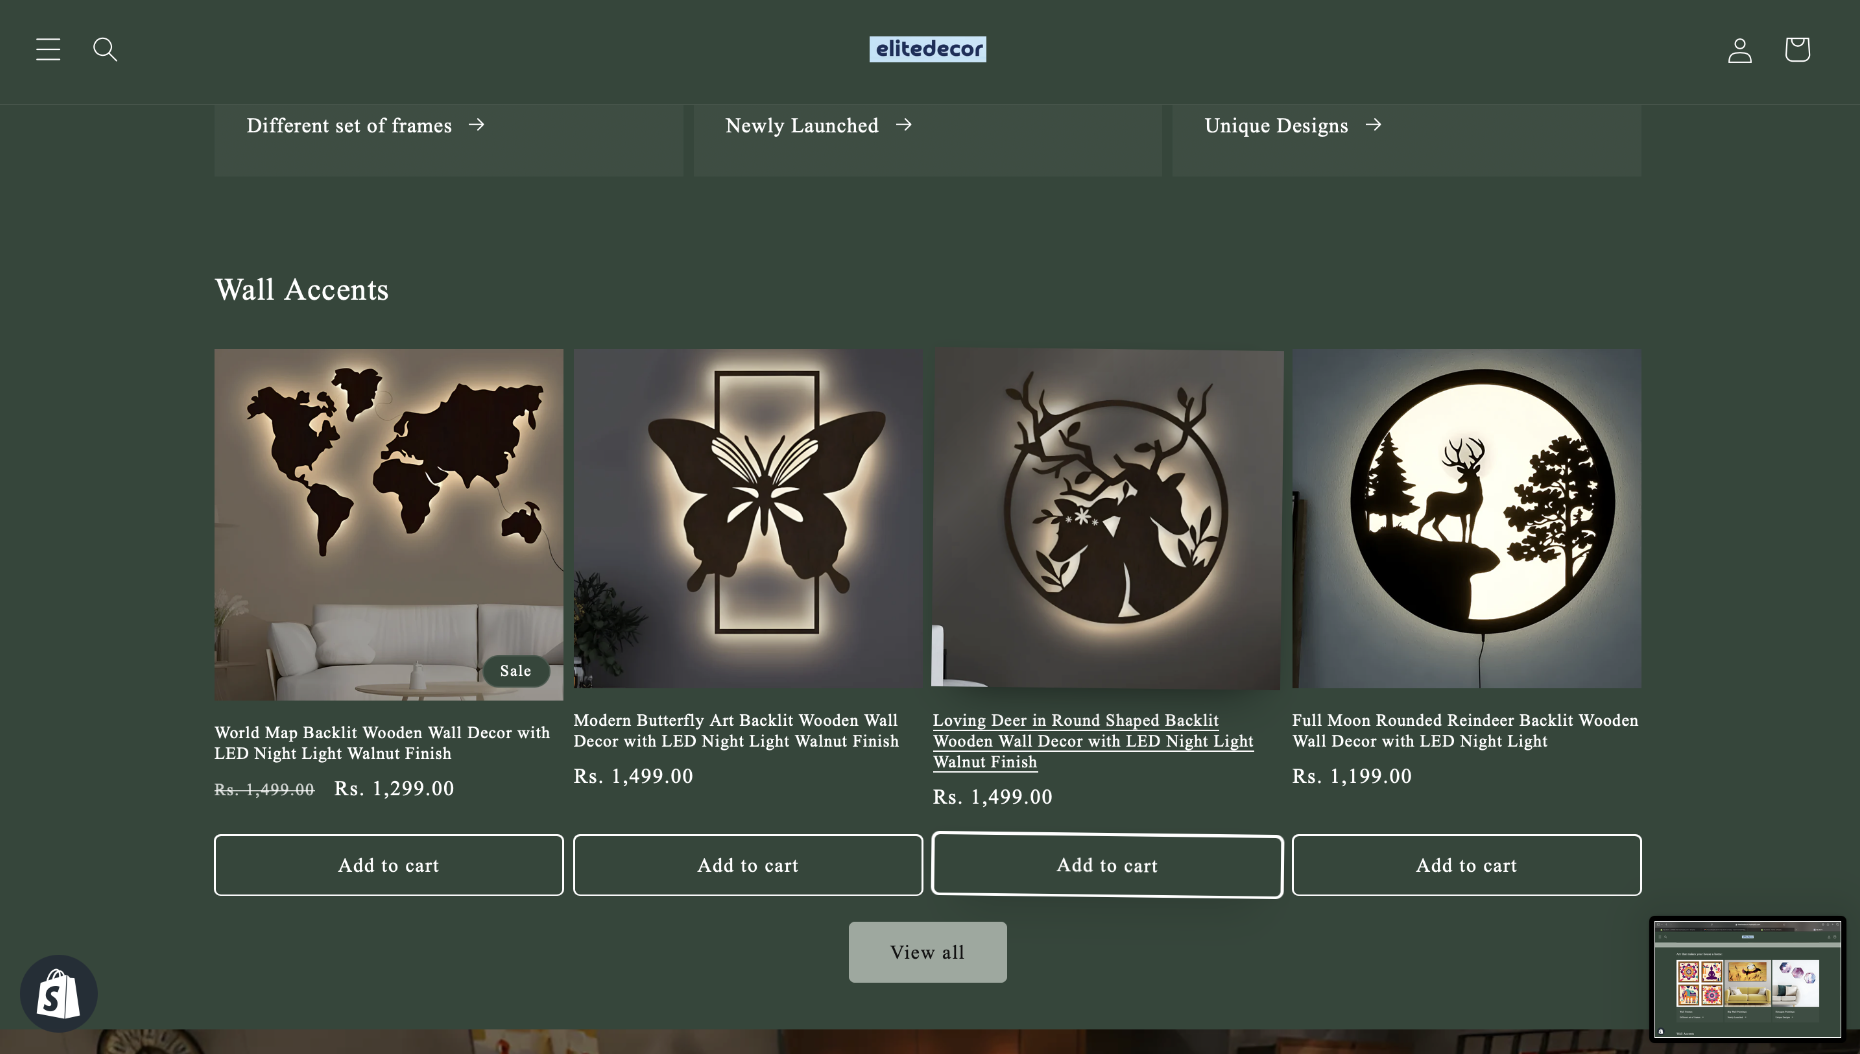 elitedecor
Different set of frames →
Newly Launched →
Unique Designs →
Wall Accents
Sale
World Map Backlit Wooden Wall Decor with
LED Night Light Walnut Finish
Rs. 1,499.00 Rs. 1,299.00
Add to cart
Modern Butterfly Art Backlit Wooden Wall
Decor with LED Night Light Walnut Finish
Rs. 1,499.00
Add to cart
Loving Deer in Round Shaped Backlit
Wooden Wall Decor with LED Night Light
Walnut Finish
Rs. 1,499.00
Add to cart
Full Moon Rounded Reindeer Backlit Wooden
Wall Decor with LED Night Light
Rs. 1,199.00
Add to cart
View all